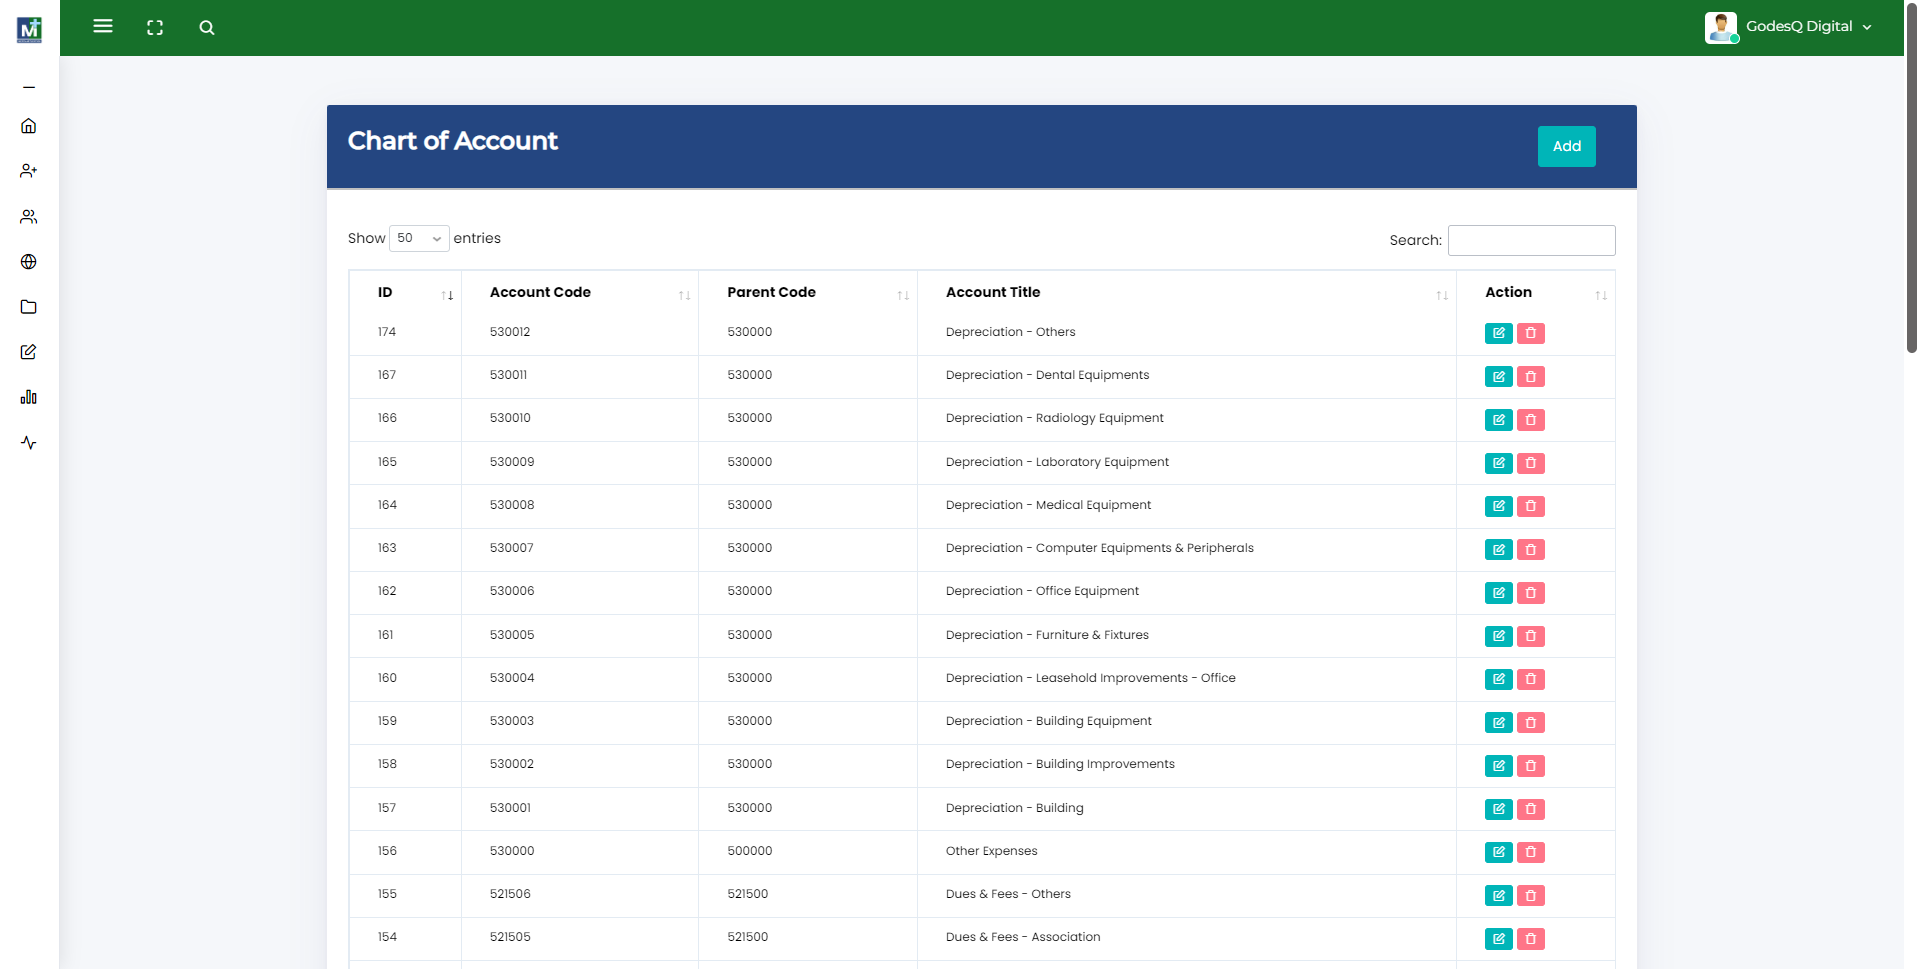 M
GodesQ Digital
Chart of Account
Add
Show 50 entries
Search:
ID Account Code Parent Code Account Title Action
174 530012 530000 Depreciation - Others
167 530011 530000 Depreciation - Dental Equipments
166 530010 530000 Depreciation - Radiology Equipment
165 530009 530000 Depreciation - Laboratory Equipment
164 530008 530000 Depreciation - Medical Equipment
163 530007 530000 Depreciation - Computer Equipments & Peripherals
162 530006 530000 Depreciation - Office Equipment
161 530005 530000 Depreciation - Furniture & Fixtures
160 530004 530000 Depreciation - Leasehold Improvements - Office
159 530003 530000 Depreciation - Building Equipment
158 530002 530000 Depreciation - Building Improvements
157 530001 530000 Depreciation - Building
156 530000 500000 Other Expenses
155 521506 521500 Dues & Fees - Others
154 521505 521500 Dues & Fees - Association